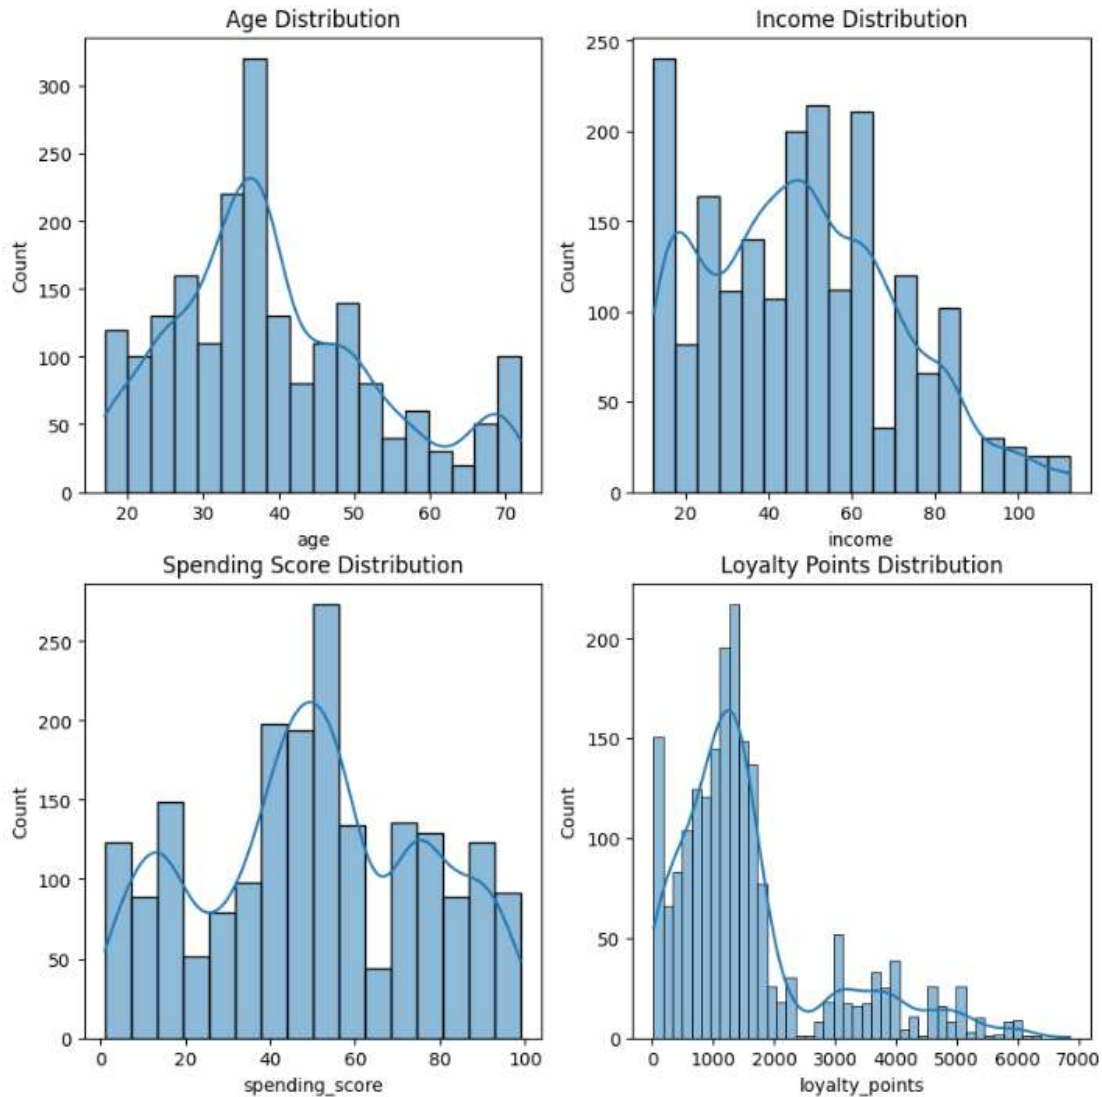 Age Distribution
300
250
200
150
100
50
0
Count
20 30 40 50 60 70
age
Income Distribution
250
200
150
100
50
0
Count
20 40 60 80 100
income
Spending Score Distribution
250
200
150
100
50
0
Count
0 20 40 60 80 100
spending_score
Loyalty Points Distribution
200
150
100
50
0
Count
0 1000 2000 3000 4000 5000 6000 7000
loyalty_points